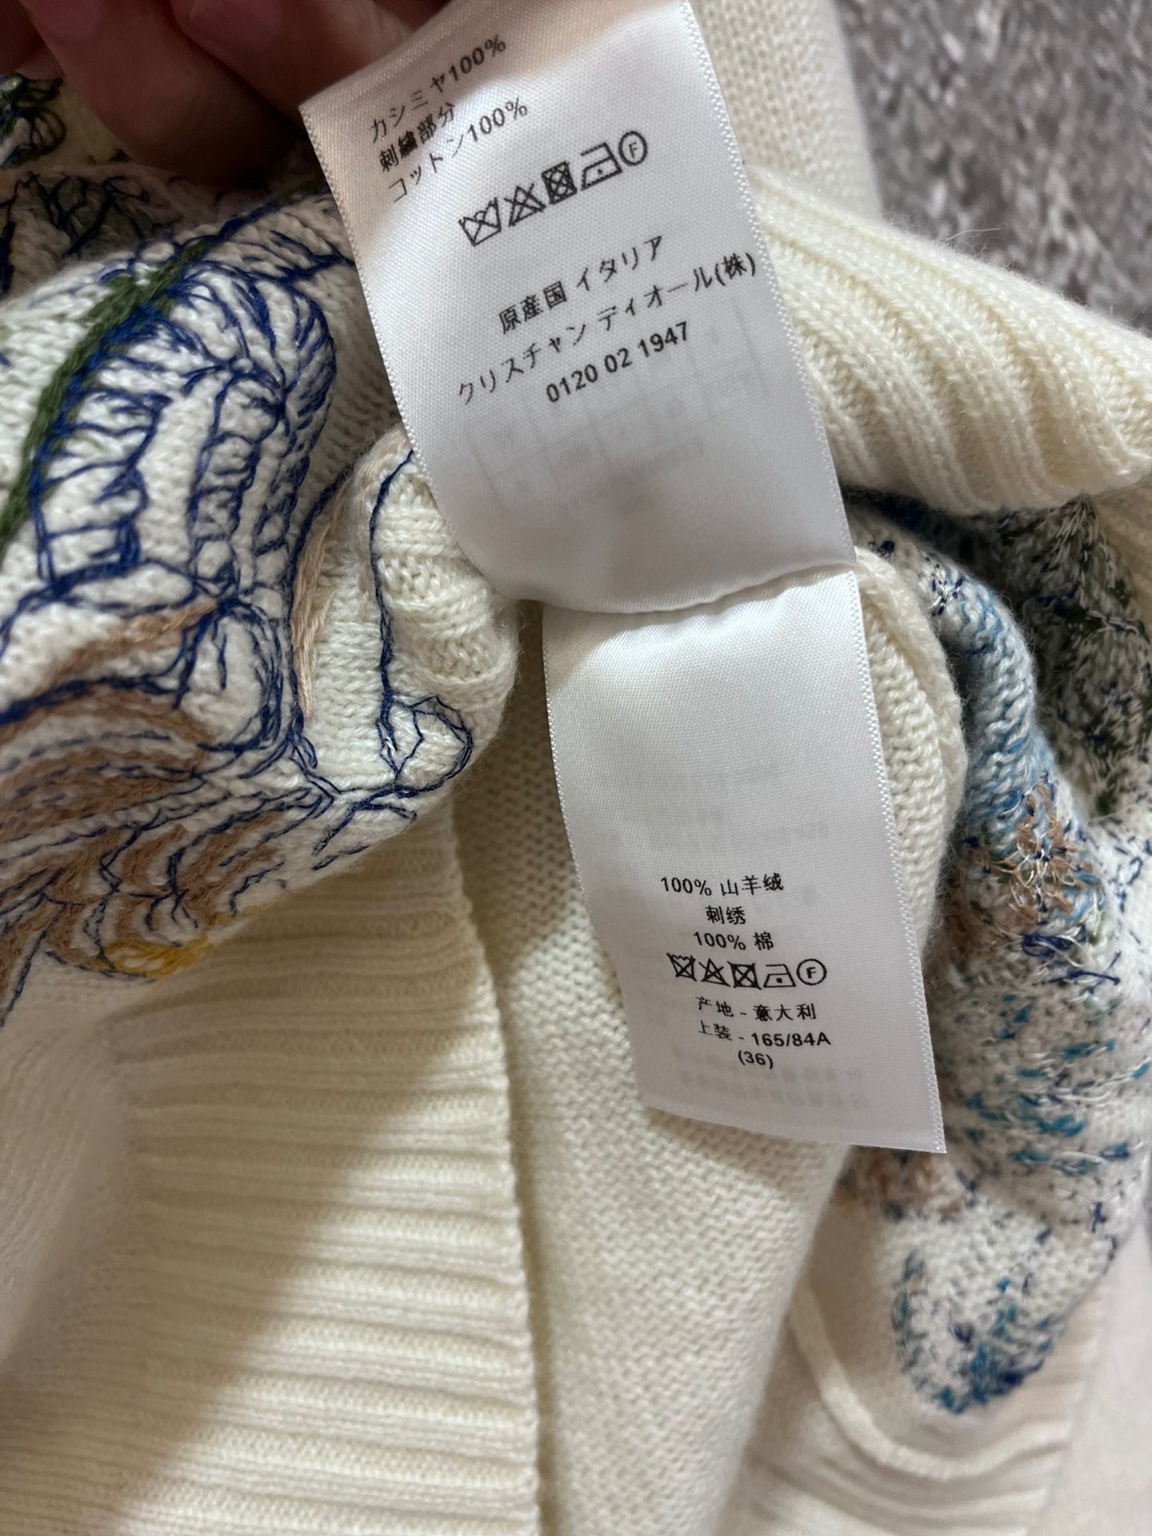 カシミヤ100%
刺繍部分
コットン100%
F
原産国 イタリア
クリスチャン ディオール(株)
0120 02 1947
100% 山羊绒
刺绣
100% 棉
F
产地 - 意大利
上装 - 165/84A
(36)